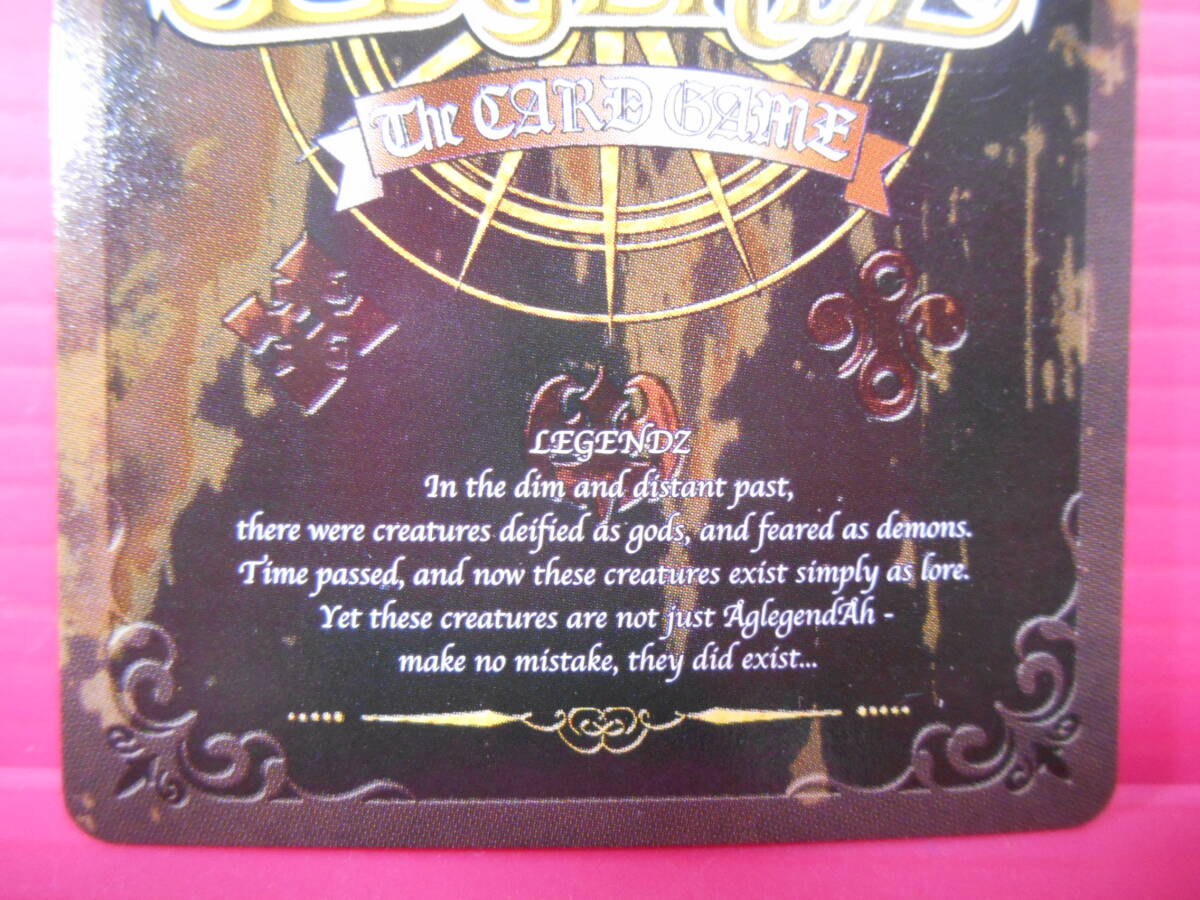 The CARD GAME
LEGENDZ
In the dim and distant past,
there were creatures deified as gods, and feared as demons.
Time passed, and now these creatures exist simply as lore.
Yet these creatures are not just ÅglegendÅh -
make no mistake, they did exist...